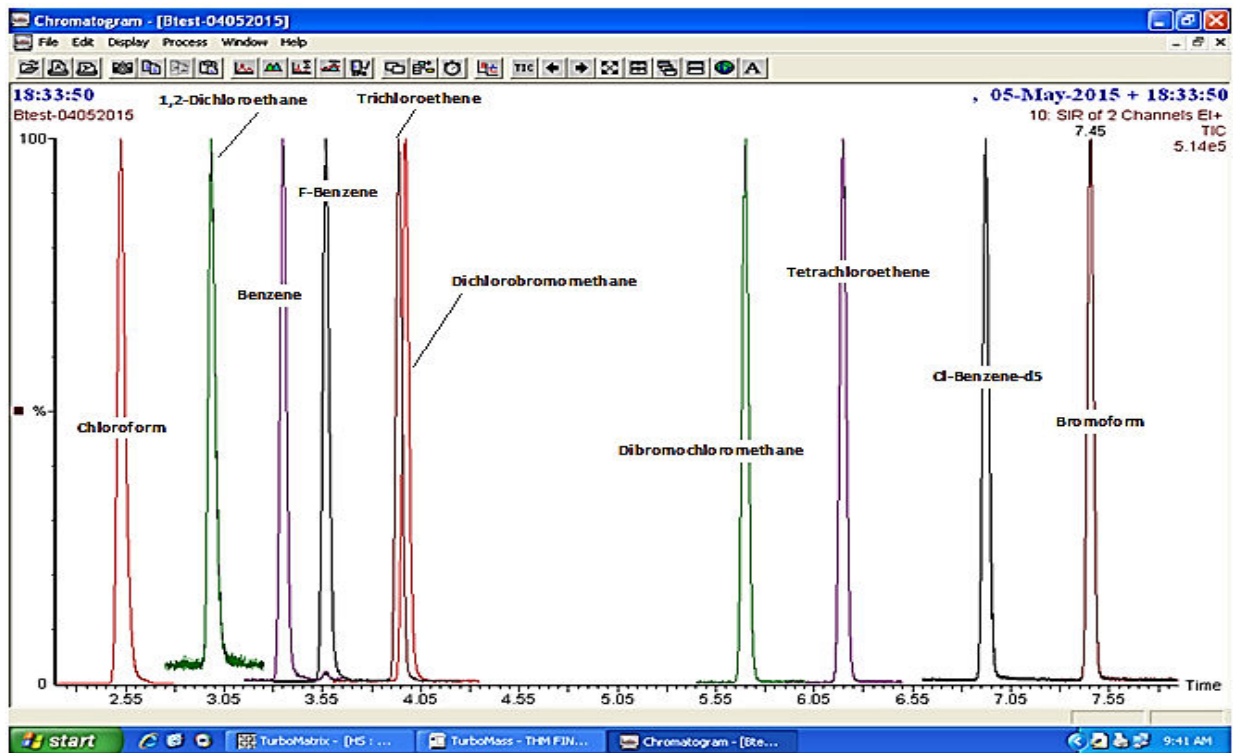 Chromatogram - [Btest-04052015]
File Edit Display Process Window Help
TIC
A
18:33:50
1,2-Dichloroethane
Trichloroethene
, 05-May-2015 + 18:33:50
Btest-04052015
10: SIR of 2 Channels EI+
7.45
TIC
5.14e5
100
F-Benzene
Tetrachloroethene
Dichlorobromomethane
Benzene
Cl-Benzene-d5
%
Chloroform
Bromoform
Dibromochloromethane
0
Time
2.55 3.05 3.55 4.05 4.55 5.05 5.55 6.05 6.55 7.05 7.55
start
TurboMatrix - [HS : ...
TurboMass - THM FIN...
Chromatogram - [Bte...
9:41 AM